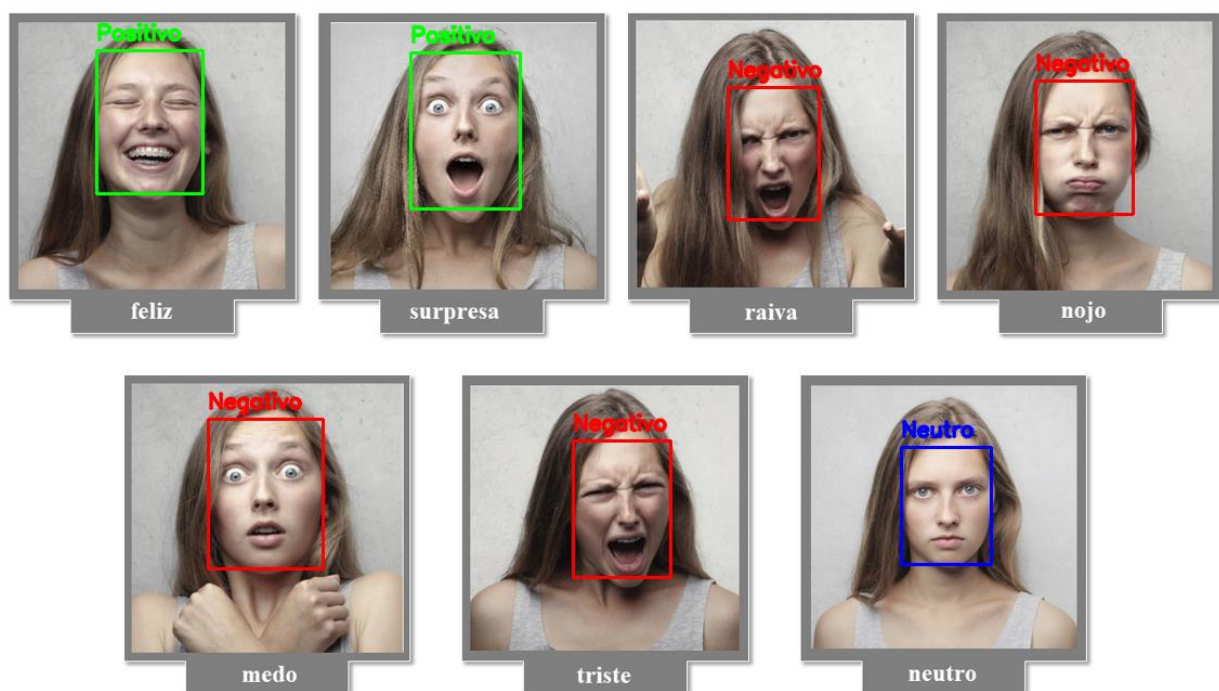 Positivo
Positivo
Negativo
Negativo
feliz
surpresa
raiva
nojo
Negativo
Negativo
Neutro
medo
triste
neutro